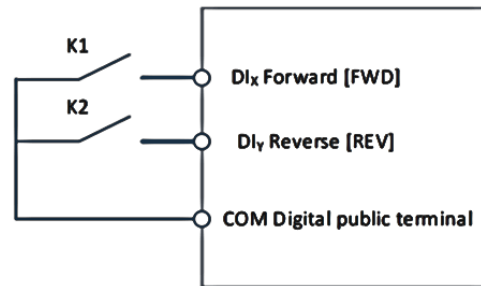 K1
DIX Forward [FWD]
K2
DIY Reverse [REV]
COM Digital public terminal